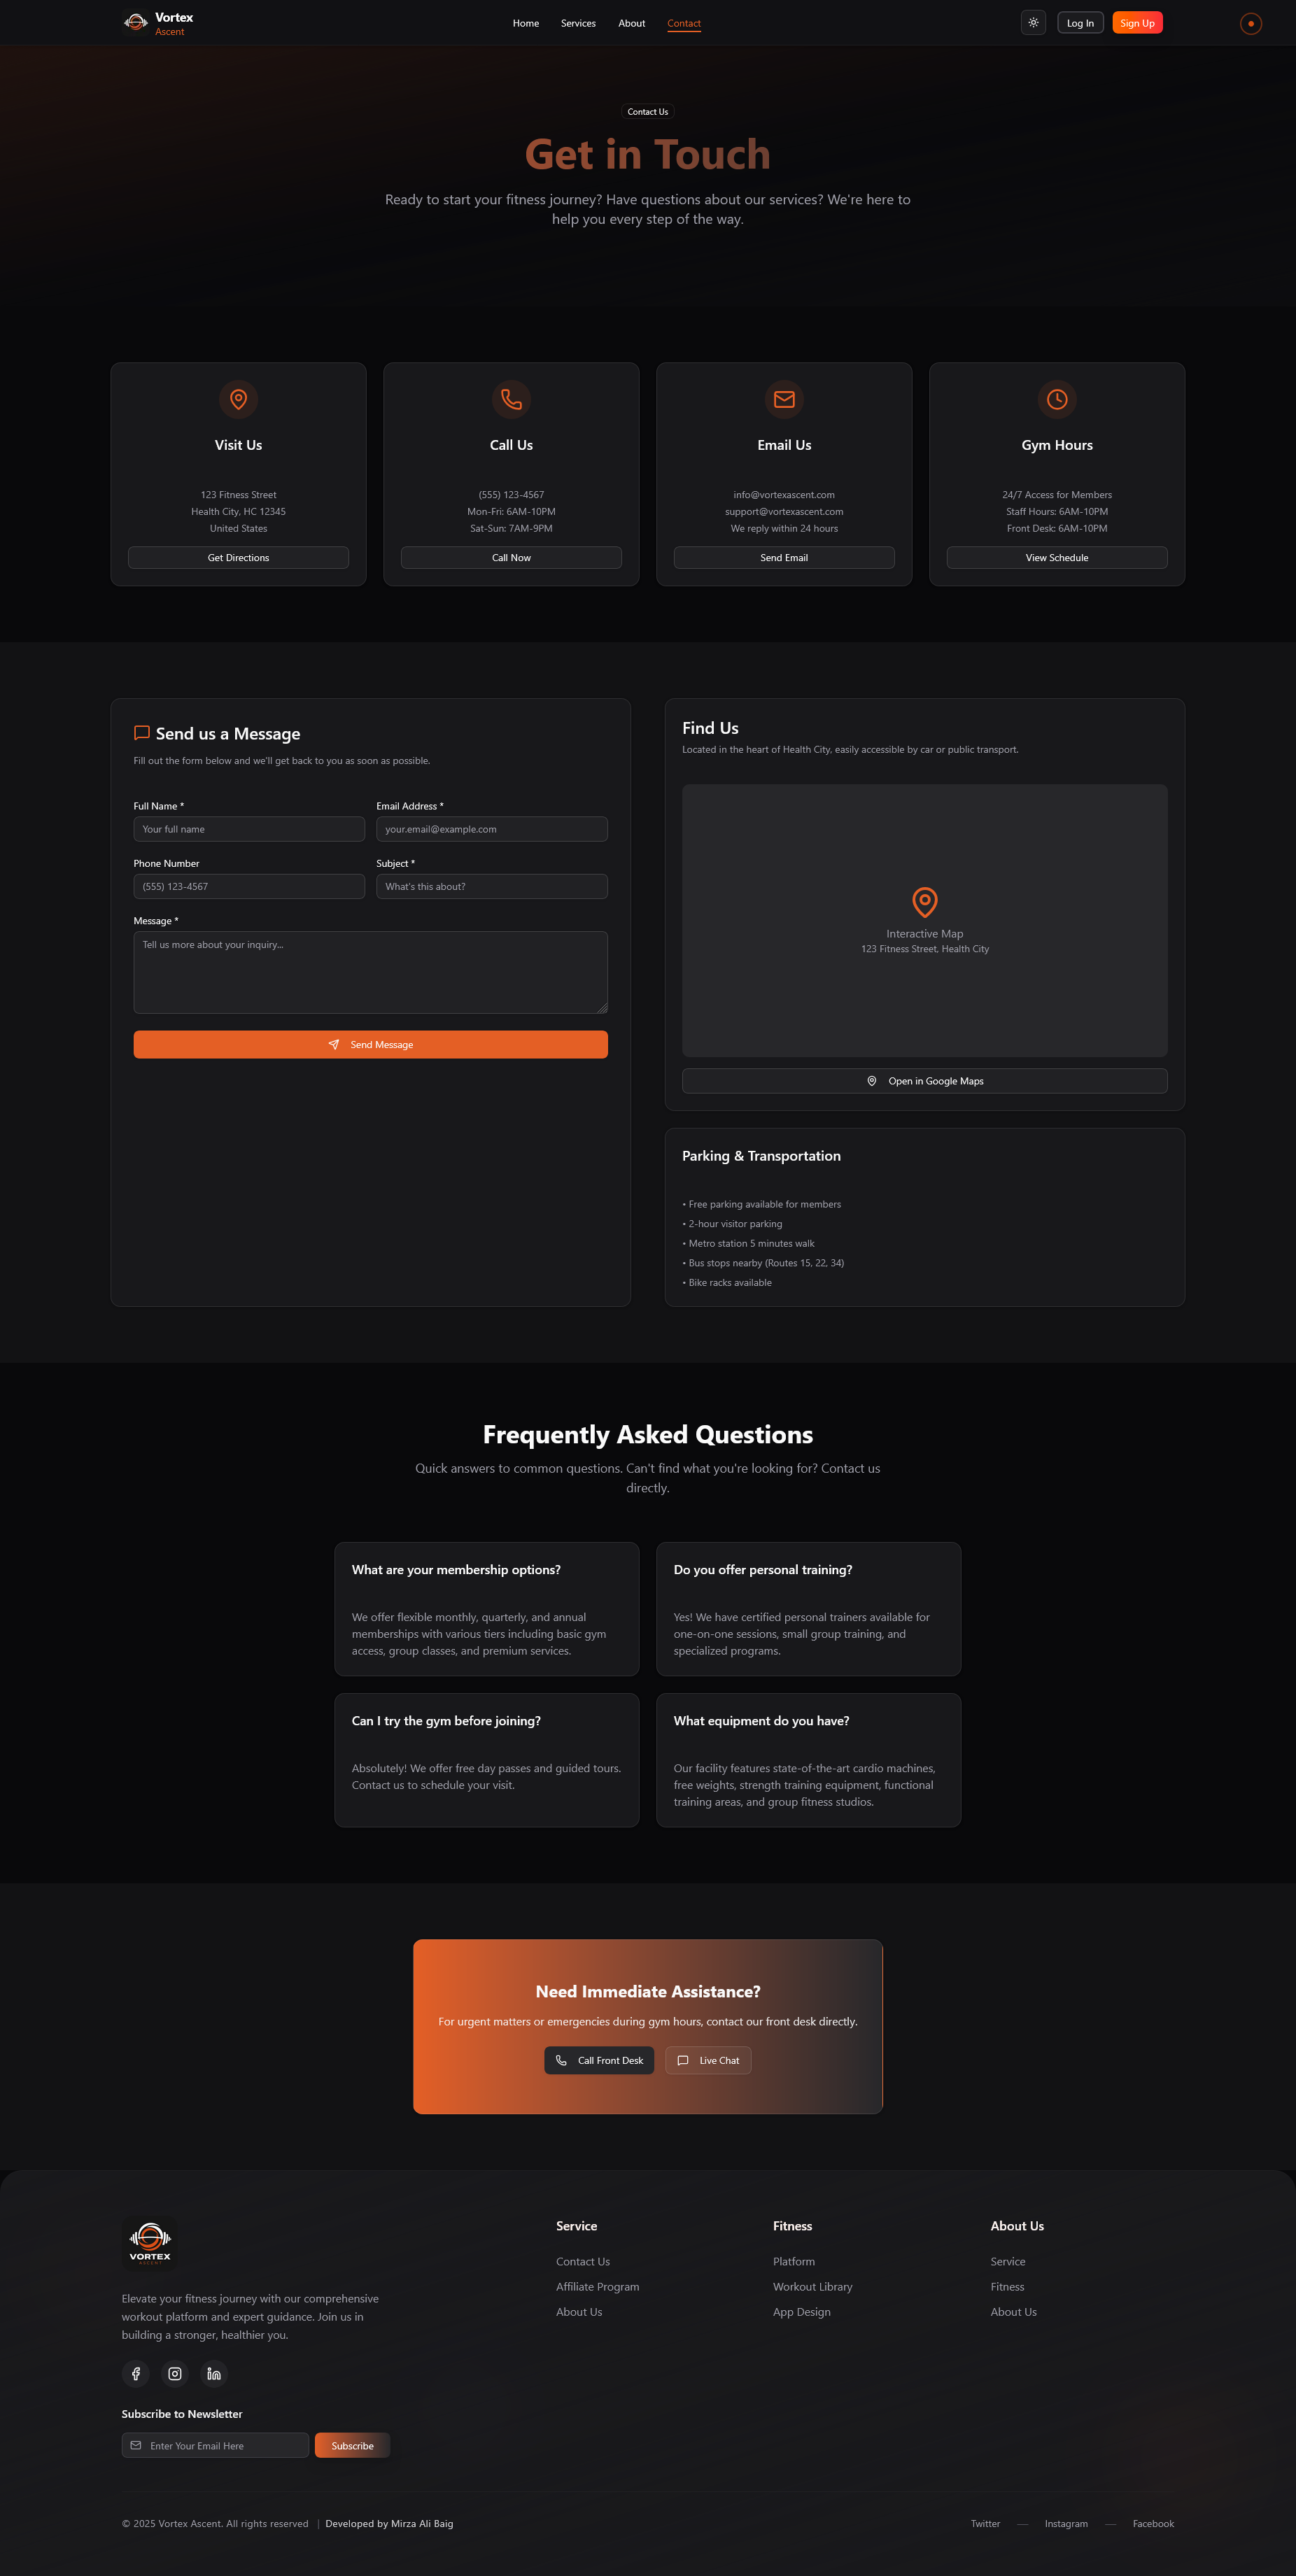 Vortex
Ascent
Home
Services
About
Contact
Log In
Sign Up
Contact Us
Get in Touch
Ready to start your fitness journey? Have questions about our services? We're here to
help you every step of the way.
Visit Us
123 Fitness Street
Health City, HC 12345
United States
Get Directions
Call Us
(555) 123-4567
Mon-Fri: 6AM-10PM
Sat-Sun: 7AM-9PM
Call Now
Email Us
info@vortexascent.com
support@vortexascent.com
We reply within 24 hours
Send Email
Gym Hours
24/7 Access for Members
Staff Hours: 6AM-10PM
Front Desk: 6AM-10PM
View Schedule
Send us a Message
Fill out the form below and we'll get back to you as soon as possible.
Full Name *
Your full name
Email Address *
your.email@example.com
Phone Number
(555) 123-4567
Subject *
What's this about?
Message *
Tell us more about your inquiry...
Send Message
Find Us
Located in the heart of Health City, easily accessible by car or public transport.
Interactive Map
123 Fitness Street, Health City
Open in Google Maps
Parking & Transportation
• Free parking available for members
• 2-hour visitor parking
• Metro station 5 minutes walk
• Bus stops nearby (Routes 15, 22, 34)
• Bike racks available
Frequently Asked Questions
Quick answers to common questions. Can't find what you're looking for? Contact us
directly.
What are your membership options?
We offer flexible monthly, quarterly, and annual
memberships with various tiers including basic gym
access, group classes, and premium services.
Do you offer personal training?
Yes! We have certified personal trainers available for
one-on-one sessions, small group training, and
specialized programs.
Can I try the gym before joining?
Absolutely! We offer free day passes and guided tours.
Contact us to schedule your visit.
What equipment do you have?
Our facility features state-of-the-art cardio machines,
free weights, strength training equipment, functional
training areas, and group fitness studios.
Need Immediate Assistance?
For urgent matters or emergencies during gym hours, contact our front desk directly.
Call Front Desk
Live Chat
VORTEX
ASCENT
Elevate your fitness journey with our comprehensive
workout platform and expert guidance. Join us in
building a stronger, healthier you.
Subscribe to Newsletter
Enter Your Email Here
Subscribe
Service
Contact Us
Affiliate Program
About Us
Fitness
Platform
Workout Library
App Design
About Us
Service
Fitness
About Us
© 2025 Vortex Ascent. All rights reserved | Developed by Mirza Ali Baig
Twitter — Instagram — Facebook